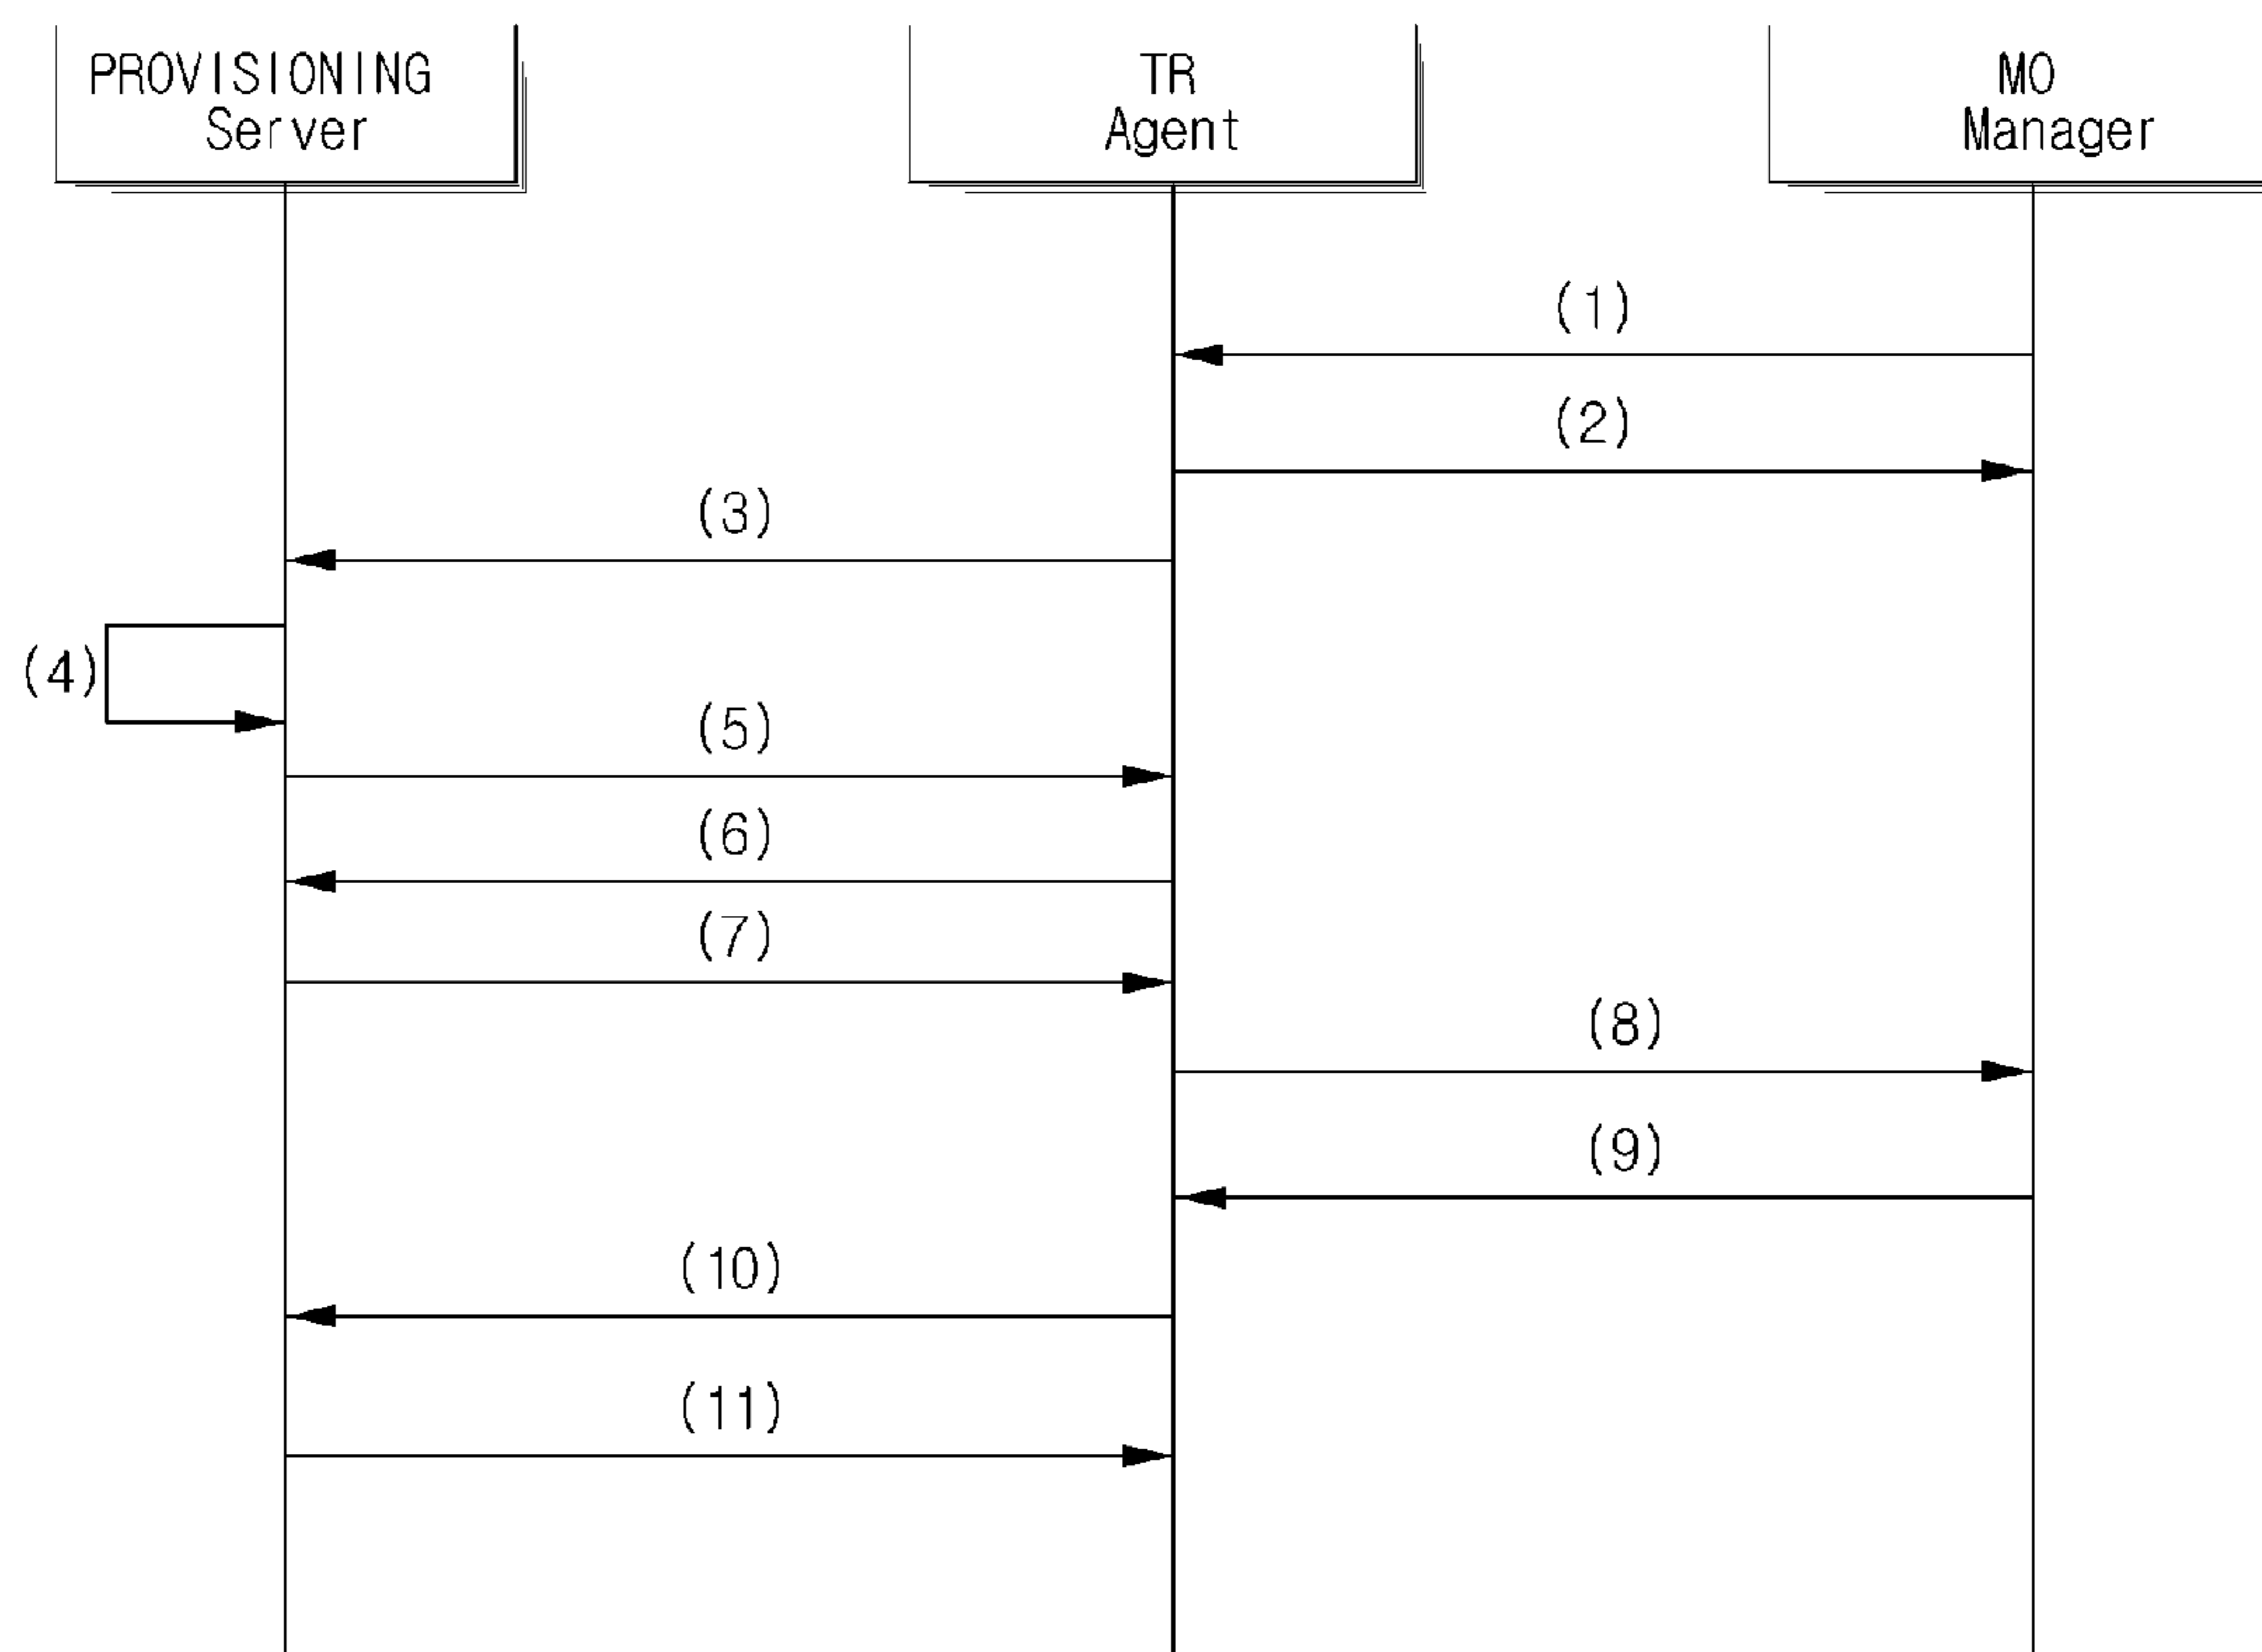 PROVISIONING
Server
TR
Agent
MO
Manager
(1)
(2)
(3)
(4)
(5)
(6)
(7)
(8)
(9)
(10)
(11)